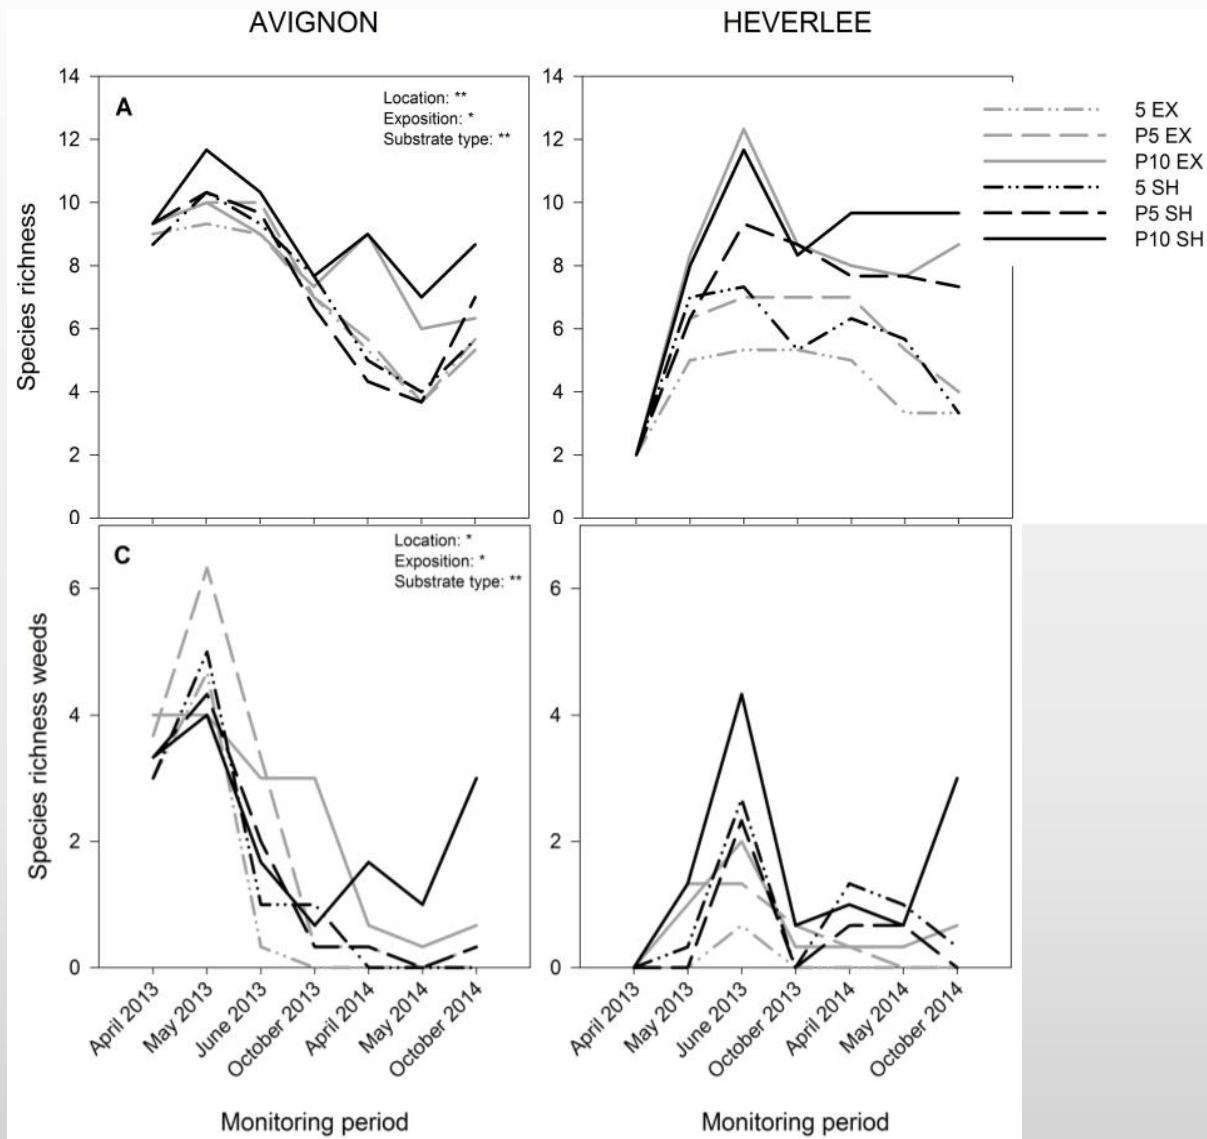 AVIGNON
HEVERLEE
14
12
10
8
6
4
2
0
Species richness
A
Location: **
Exposition: *
Substrate type: **
14
12
10
8
6
4
2
0
5 EX
P5 EX
P10 EX
5 SH
P5 SH
P10 SH
6
4
2
0
Species richness weeds
C
Location: *
Exposition: *
Substrate type: **
6
4
2
0
April 2013
May 2013
June 2013
October 2013
April 2014
May 2014
October 2014
April 2013
May 2013
June 2013
October 2013
April 2014
May 2014
October 2014
Monitoring period
Monitoring period